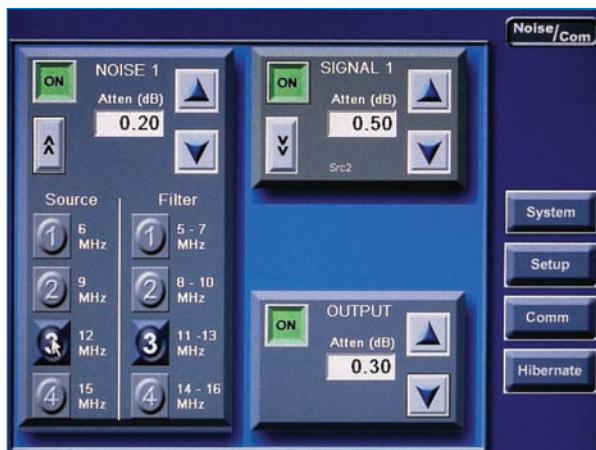 Noise/Com
ON
NOISE 1
Atten (dB)
0.20
Source
Filter
1
6 MHz
1
5 - 7 MHz
2
9 MHz
2
8 - 10 MHz
3
12 MHz
3
11 -13 MHz
4
15 MHz
4
14 - 16 MHz
ON
SIGNAL 1
Atten (dB)
0.50
Src2
ON
OUTPUT
Atten (dB)
0.30
System
Setup
Comm
Hibernate